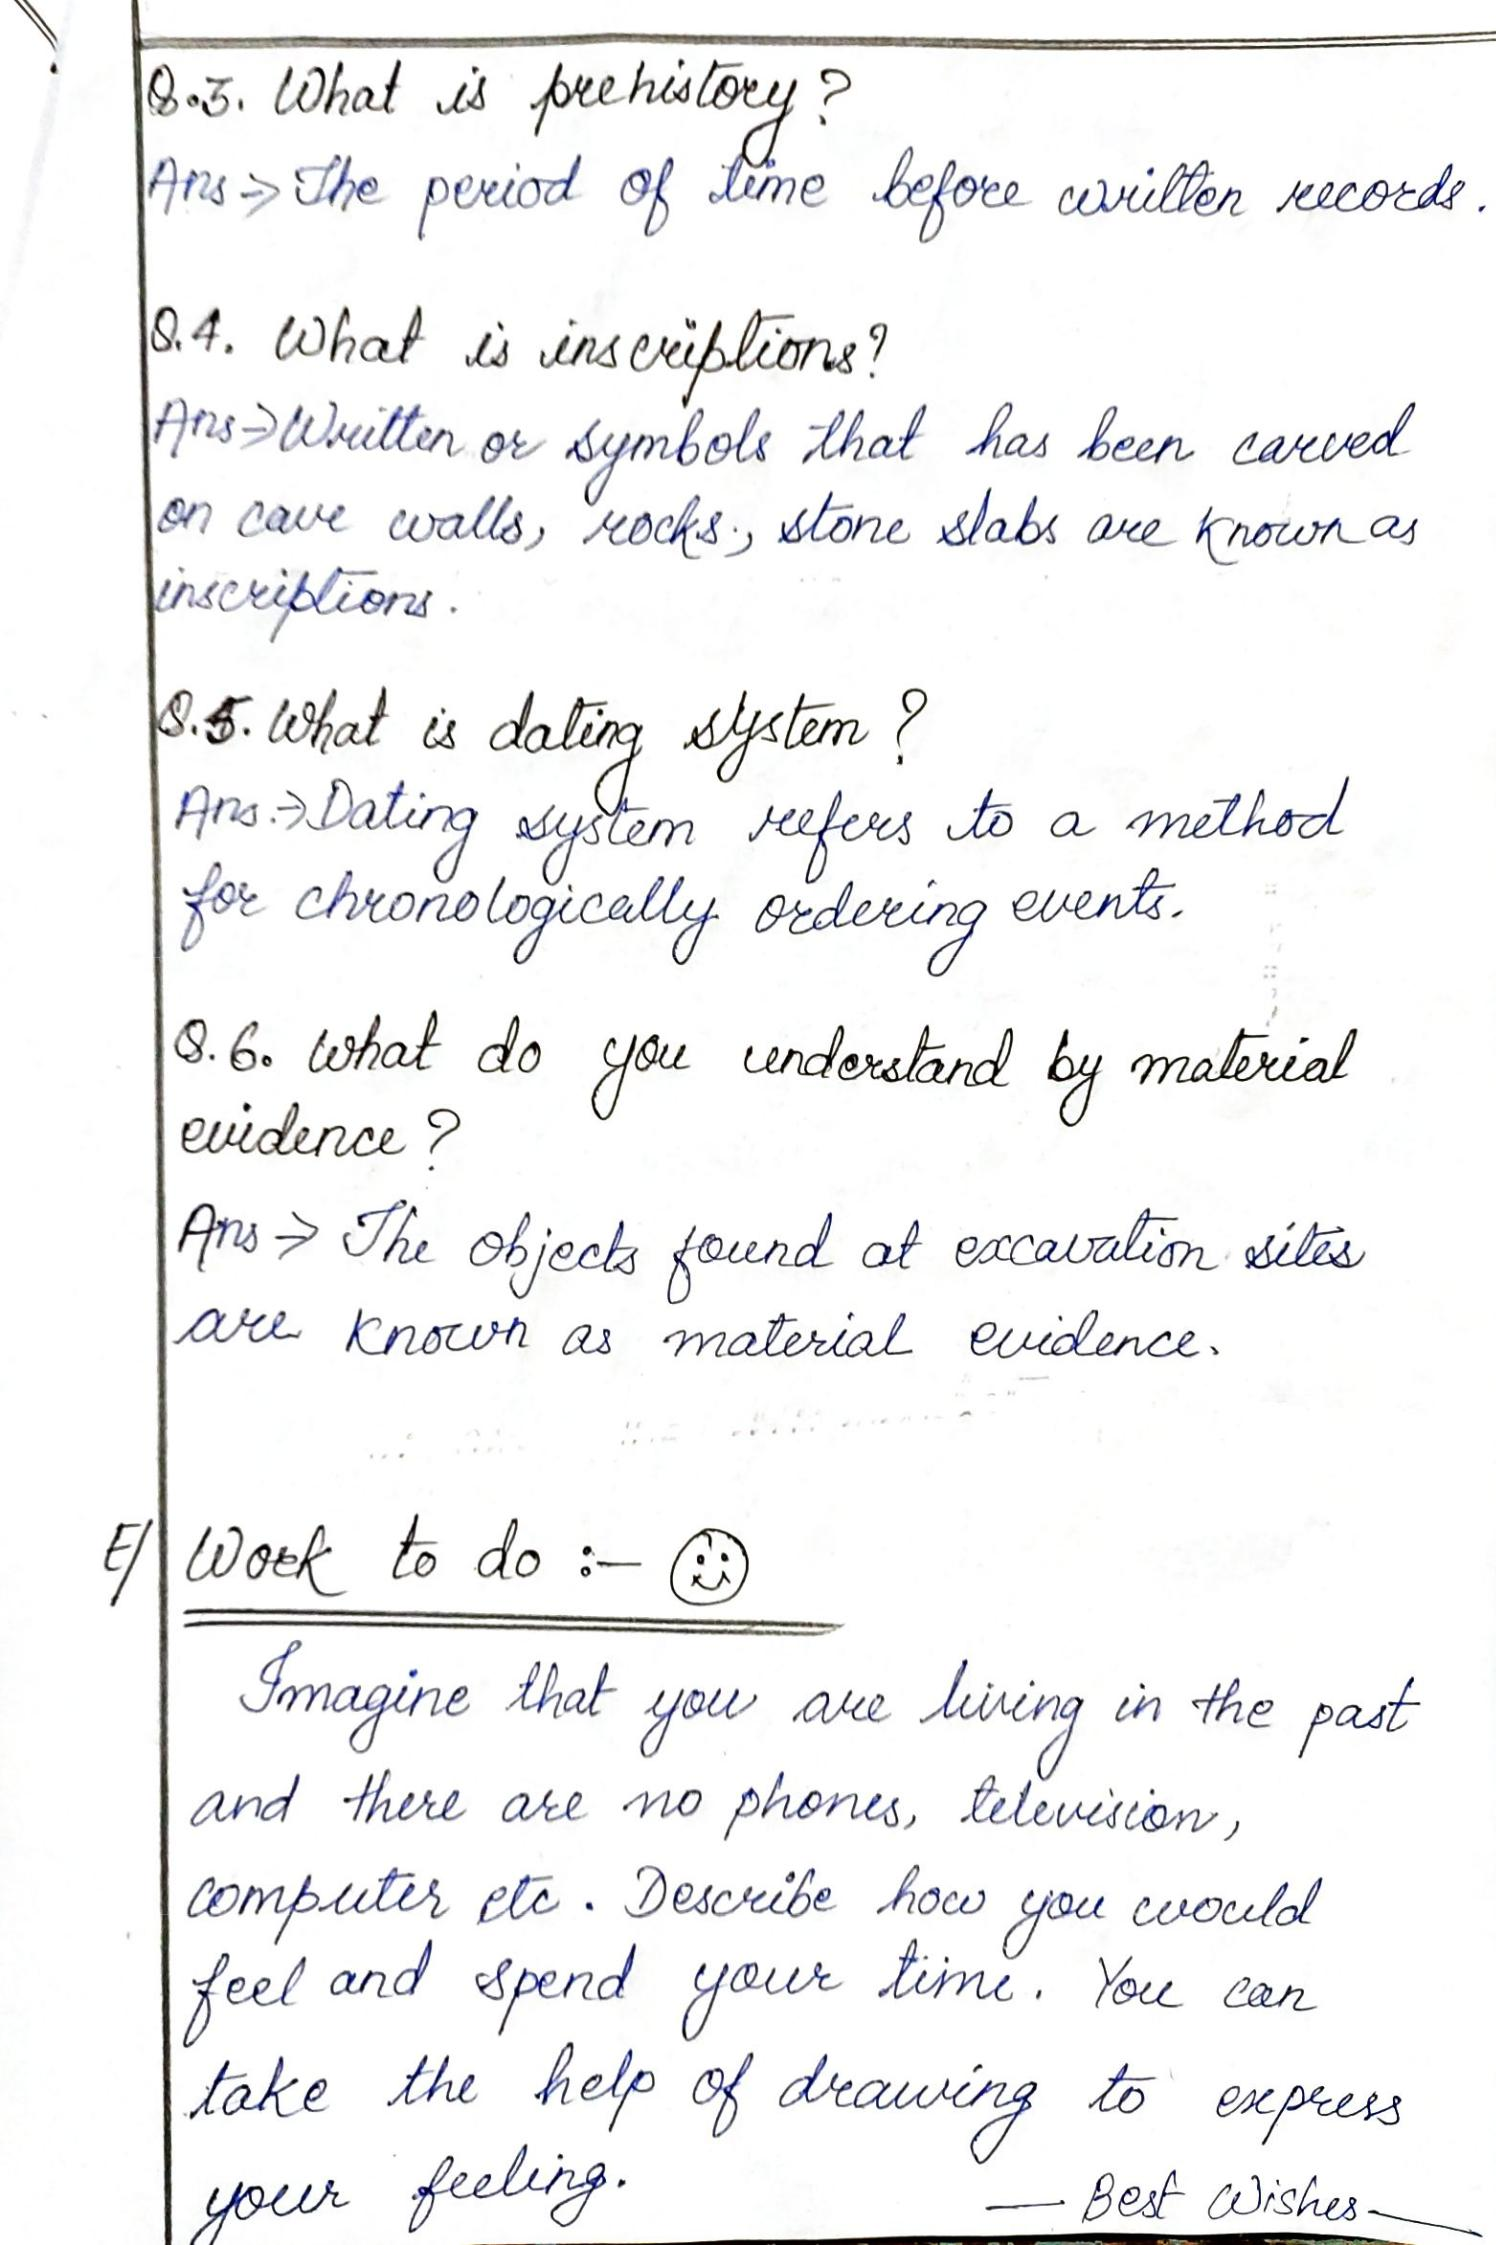 Q.3. What is prehistory?
Ans→ The period of time before written records.
Q.4. What is inscriptions?
Ans→ Written or symbols that has been carved
on cave walls, rocks, stone slabs are known as
inscriptions.
Q.5. What is dating system?
Ans.→ Dating system refers to a method
for chronologically ordering events.
Q.6. What do you understand by material
evidence?
Ans→ The objects found at excavation sites
are known as material evidence.
E/ Work to do :-
Imagine that you are living in the past
and there are no phones, television,
computer etc. Describe how you would
feel and spend your time. You can
take the help of drawing to express
your feeling.
— Best Wishes —